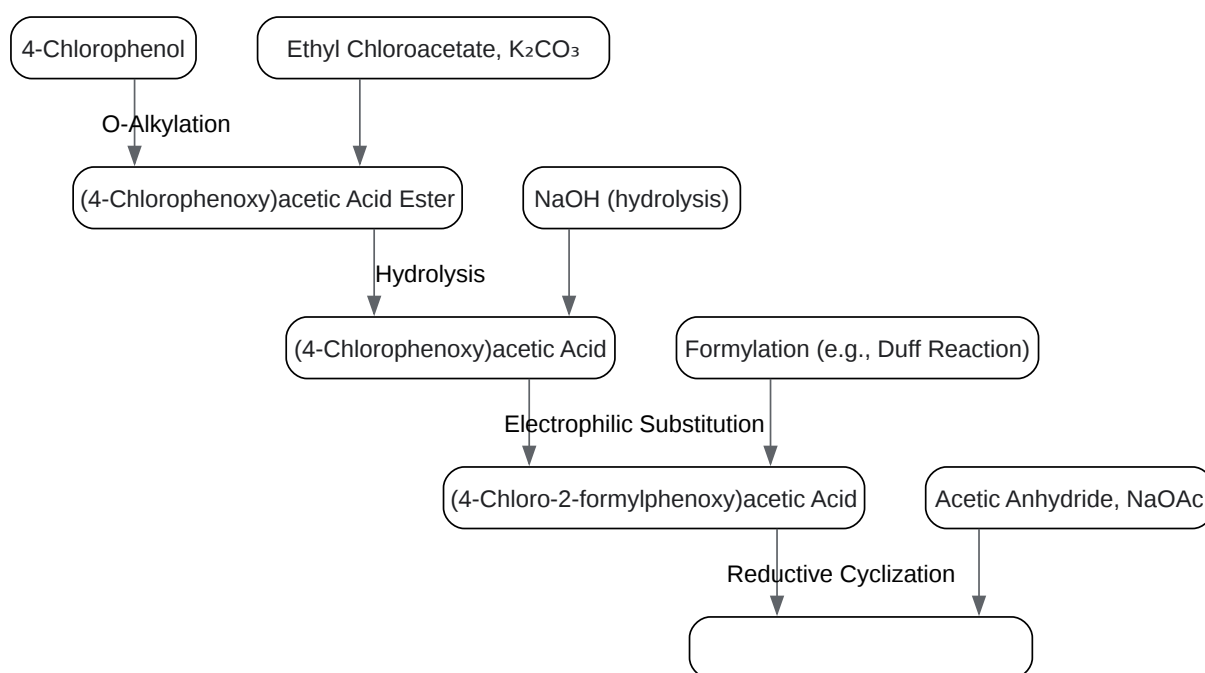 4-Chlorophenol
Ethyl Chloroacetate, K₂CO₃
O-Alkylation
(4-Chlorophenoxy)acetic Acid Ester
NaOH (hydrolysis)
Hydrolysis
(4-Chlorophenoxy)acetic Acid
Formylation (e.g., Duff Reaction)
Electrophilic Substitution
(4-Chloro-2-formylphenoxy)acetic Acid
Acetic Anhydride, NaOAc
Reductive Cyclization